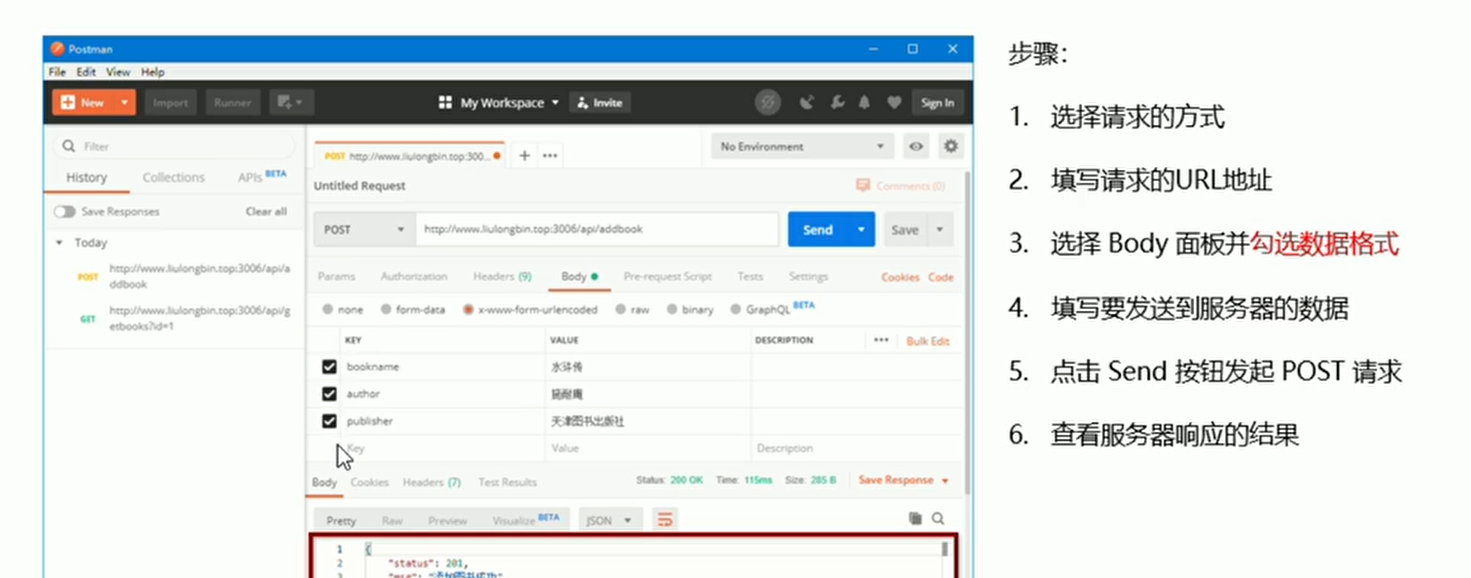 Postman
File Edit View Help
New Import Runner My Workspace Invite Sign In
Filter
History Collections APIs BETA
Save Responses Clear all
Today
POST http://www.liulongbin.top:3006/api/a
ddbook
GET http://www.liulongbin.top:3006/api/g
etbooks?id=1
POST http://www.liulongbin.top:300...
No Environment
Untitled Request
Comments (0)
POST http://www.liulongbin.top:3006/api/addbook Send Save
Params Authorization Headers (9) Body Pre-request Script Tests Settings Cookies Code
none form-data x-www-form-urlencoded raw binary GraphQL BETA
KEY VALUE DESCRIPTION Bulk Edit
bookname 水浒传
author 施耐庵
publisher 天津图书出版社
Key Value Description
Body Cookies Headers (7) Test Results Status: 200 OK Time: 115ms Size: 285 B Save Response
Pretty Raw Preview Visualize BETA JSON
1 {
2 "status": 201,
步骤：
1. 选择请求的方式
2. 填写请求的URL地址
3. 选择 Body 面板并勾选数据格式
4. 填写要发送到服务器的数据
5. 点击 Send 按钮发起 POST 请求
6. 查看服务器响应的结果